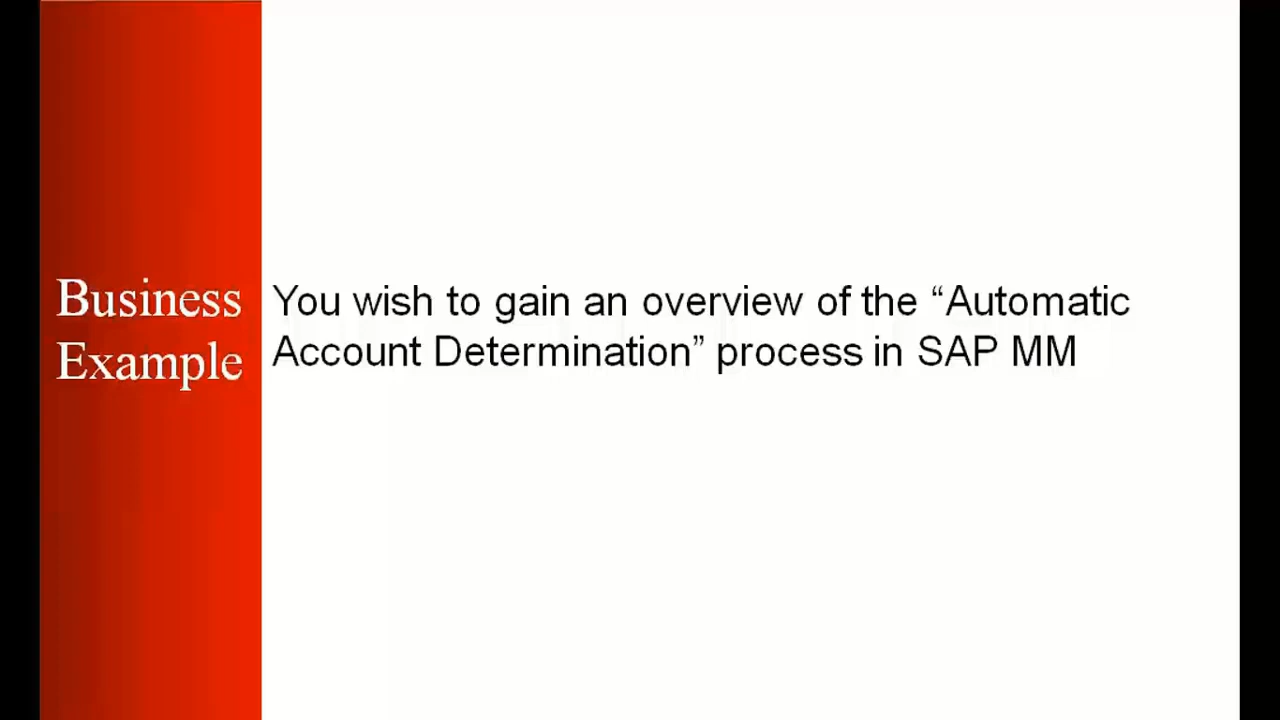 Business
Example
You wish to gain an overview of the “Automatic
Account Determination” process in SAP MM